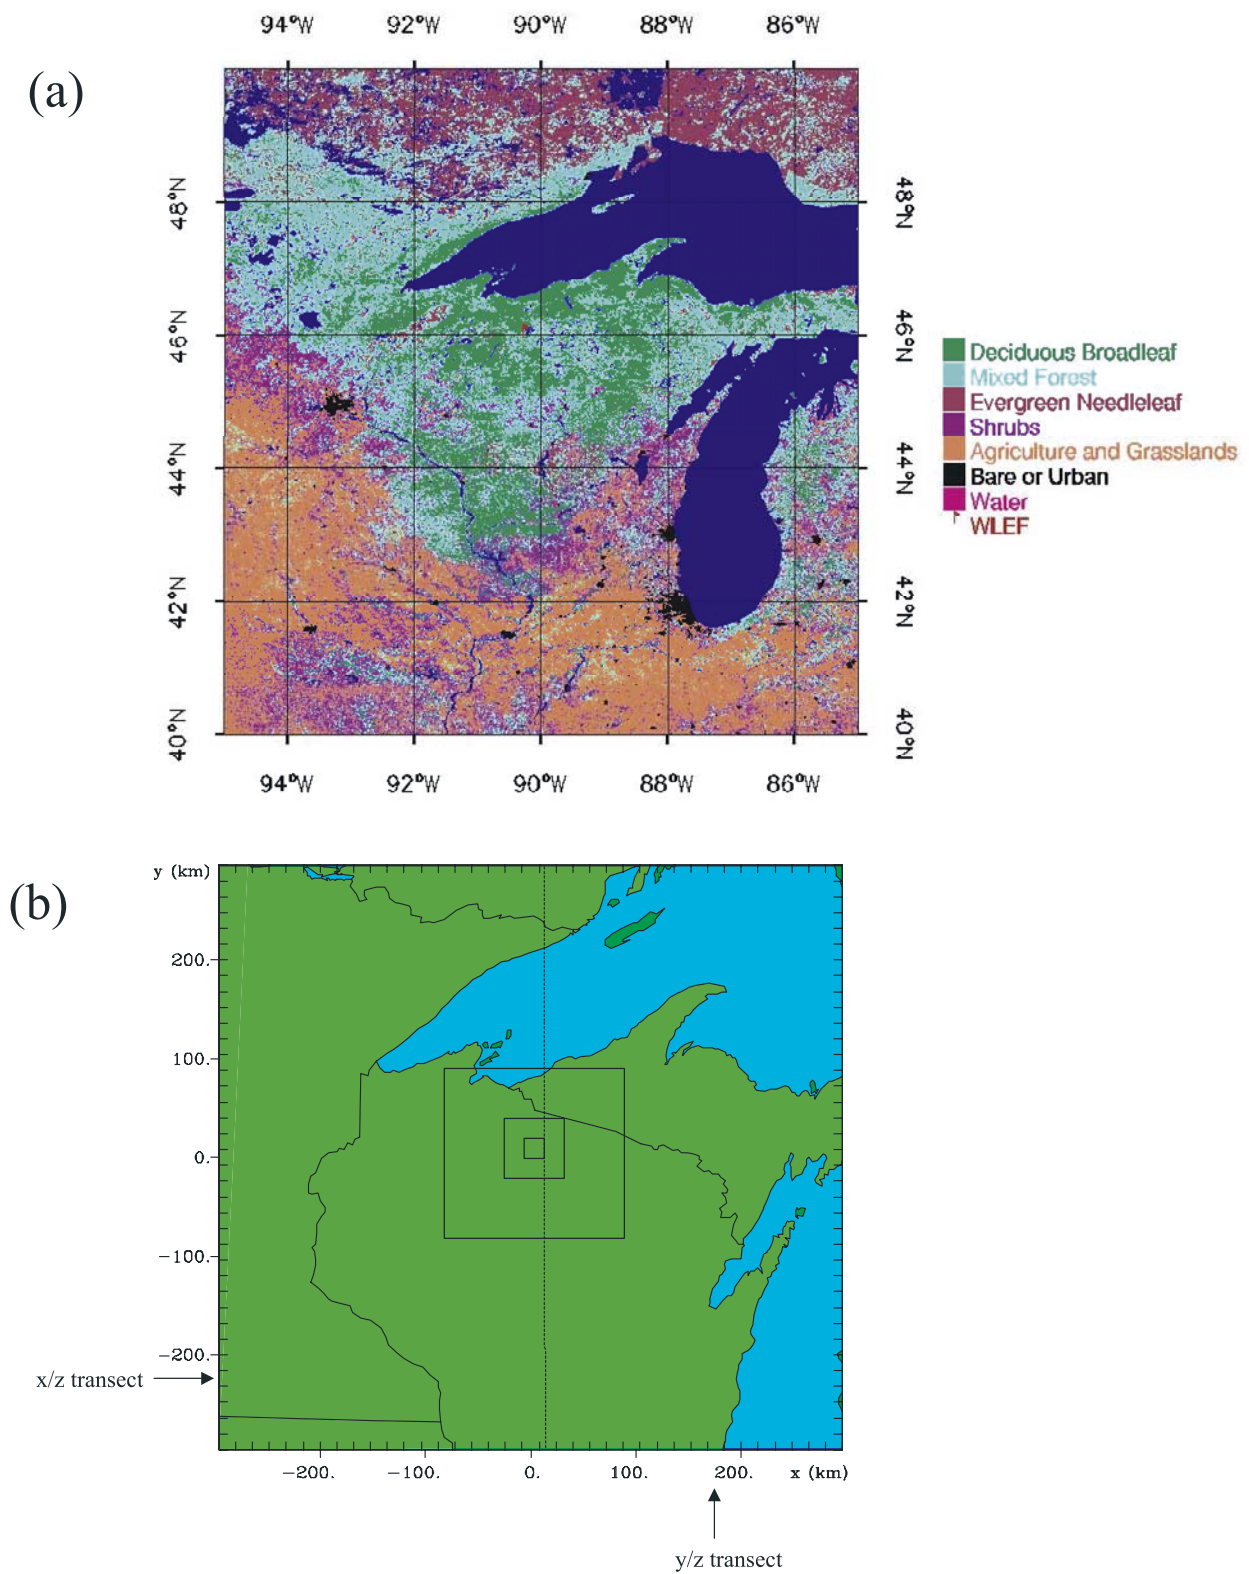 94°W 92°W 90°W 88°W 86°W
(a)
48°N 48°N
46°N 46°N
Deciduous Broadleaf
Mixed Forest
Evergreen Needleleaf
Shrubs
44°N 44°N
Agriculture and Grasslands
Bare or Urban
Water
WLEF
42°N 42°N
40°N 40°N
94°W 92°W 90°W 88°W 86°W
y (km)
(b)
200.
100.
0.
-100.
-200.
x/z transect
-200. -100. 0. 100. 200. x (km)
y/z transect